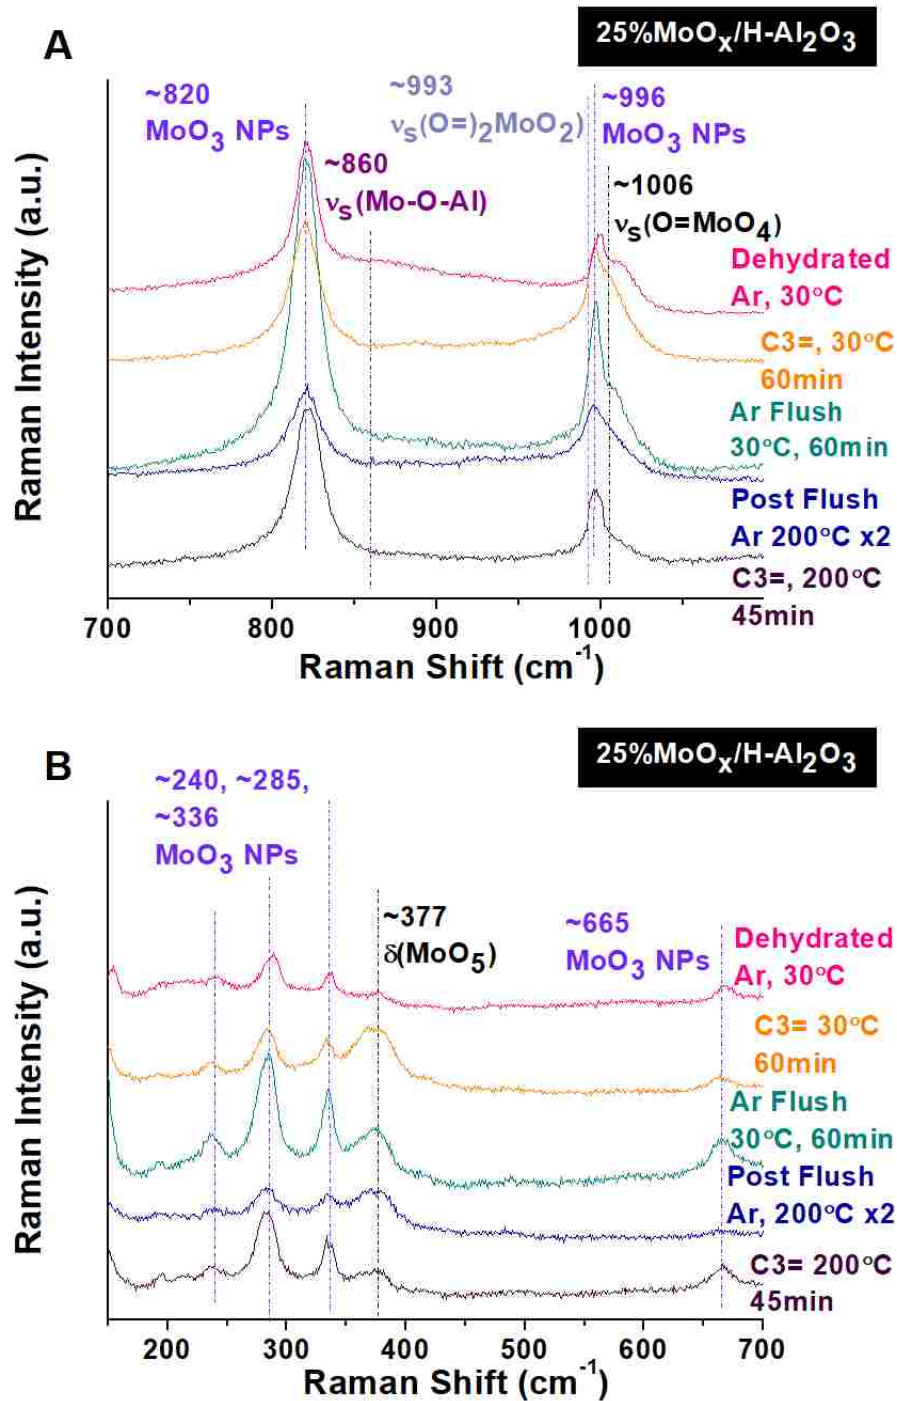 A
25%MoOx/H-Al2O3
~820
MoO3 NPs
~993
νs(O=)2MoO2)
~996
MoO3 NPs
~860
νs(Mo-O-Al)
~1006
νs(O=MoO4)
Dehydrated
Ar, 30°C
C3=, 30°C
60min
Ar Flush
30°C, 60min
Post Flush
Ar 200°C x2
C3=, 200°C
45min
Raman Intensity (a.u.)
700 800 900 1000
Raman Shift (cm-1)
B
25%MoOx/H-Al2O3
~240, ~285,
~336
MoO3 NPs
~377
δ(MoO5)
~665
MoO3 NPs
Dehydrated
Ar, 30°C
C3= 30°C
60min
Ar Flush
30°C, 60min
Post Flush
Ar, 200°C x2
C3= 200°C
45min
Raman Intensity (a.u.)
200 300 400 500 600 700
Raman Shift (cm-1)